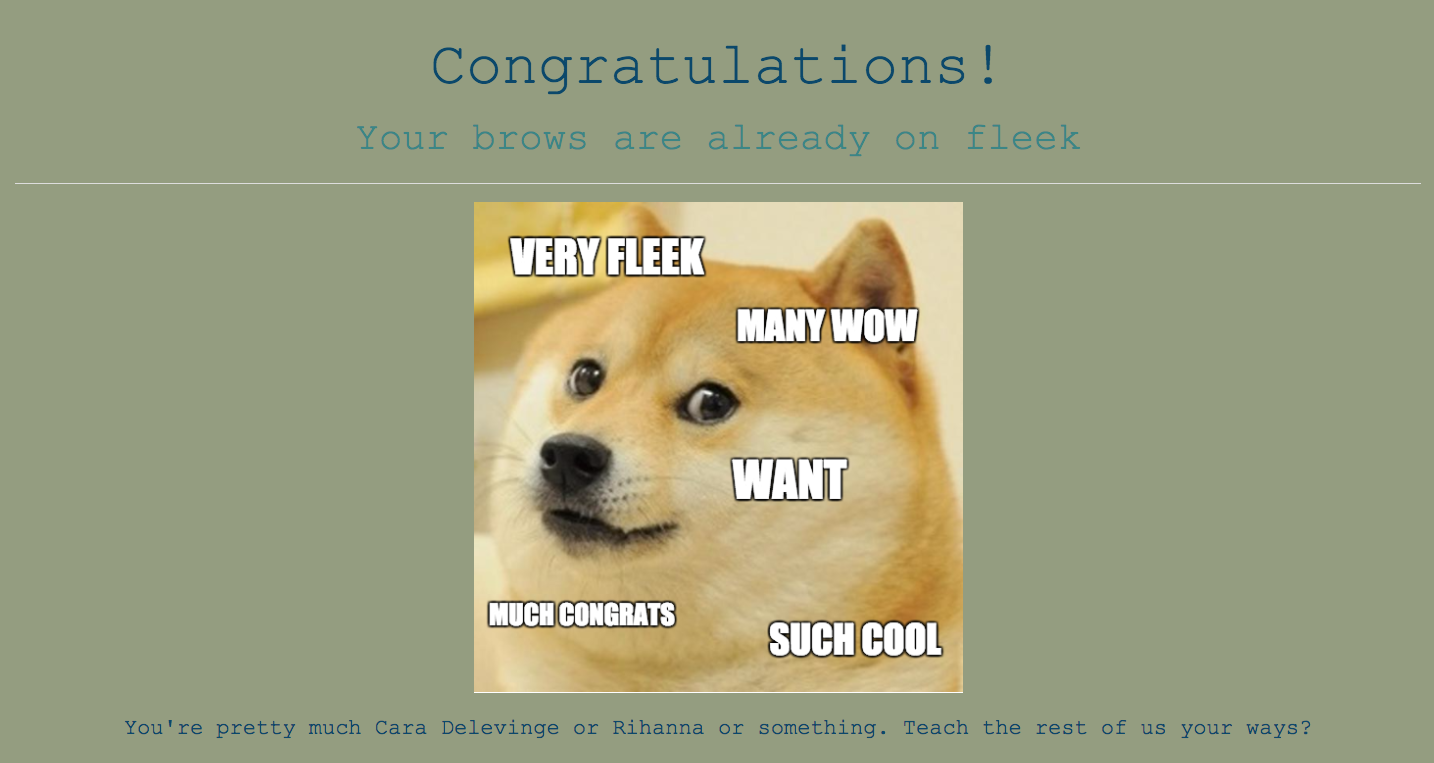 Congratulations!
Your brows are already on fleek
VERY FLEEK
MANY WOW
WANT
MUCH CONGRATS
SUCH COOL
You're pretty much Cara Delevinge or Rihanna or something. Teach the rest of us your ways?